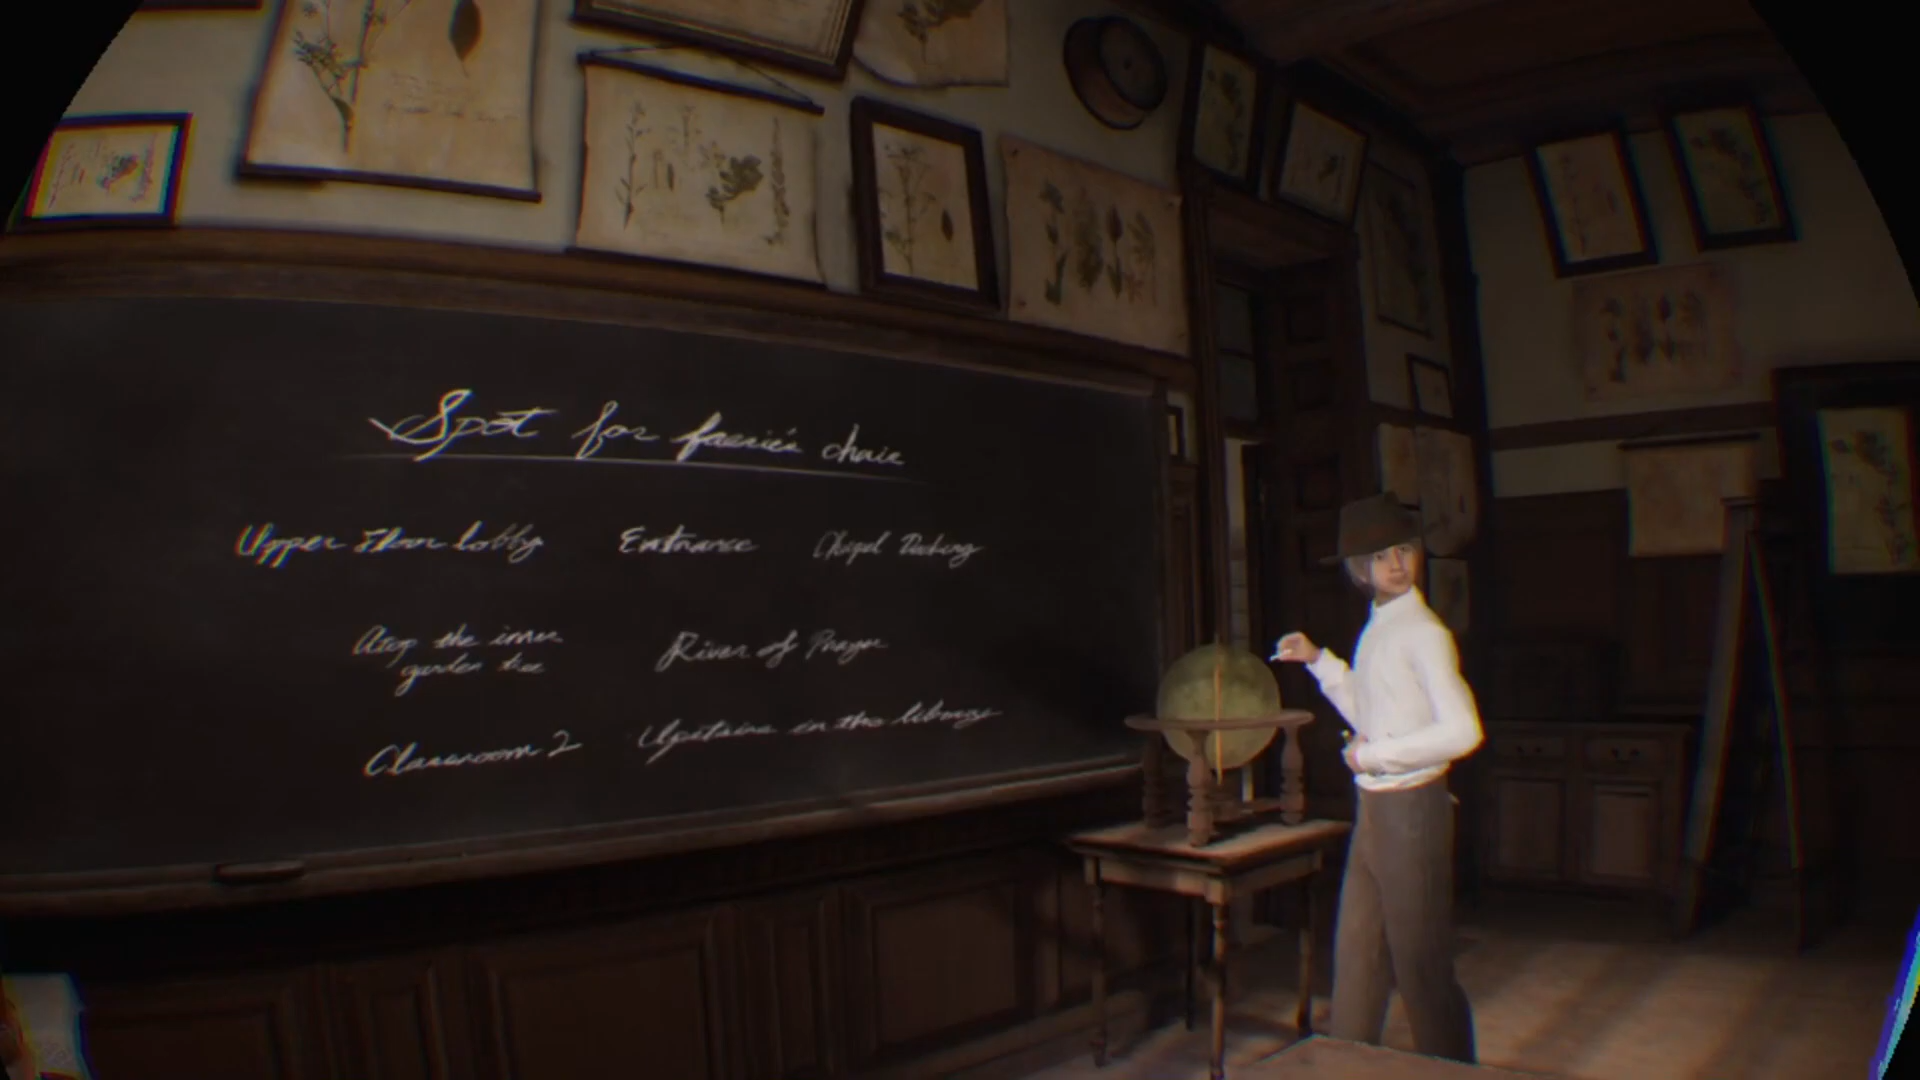 Spot for faerie's chair
Upper floor lobby Entrance Chapel
Atop the inner
garden tree
River of Prayer
Classroom 2 Upstairs in the library